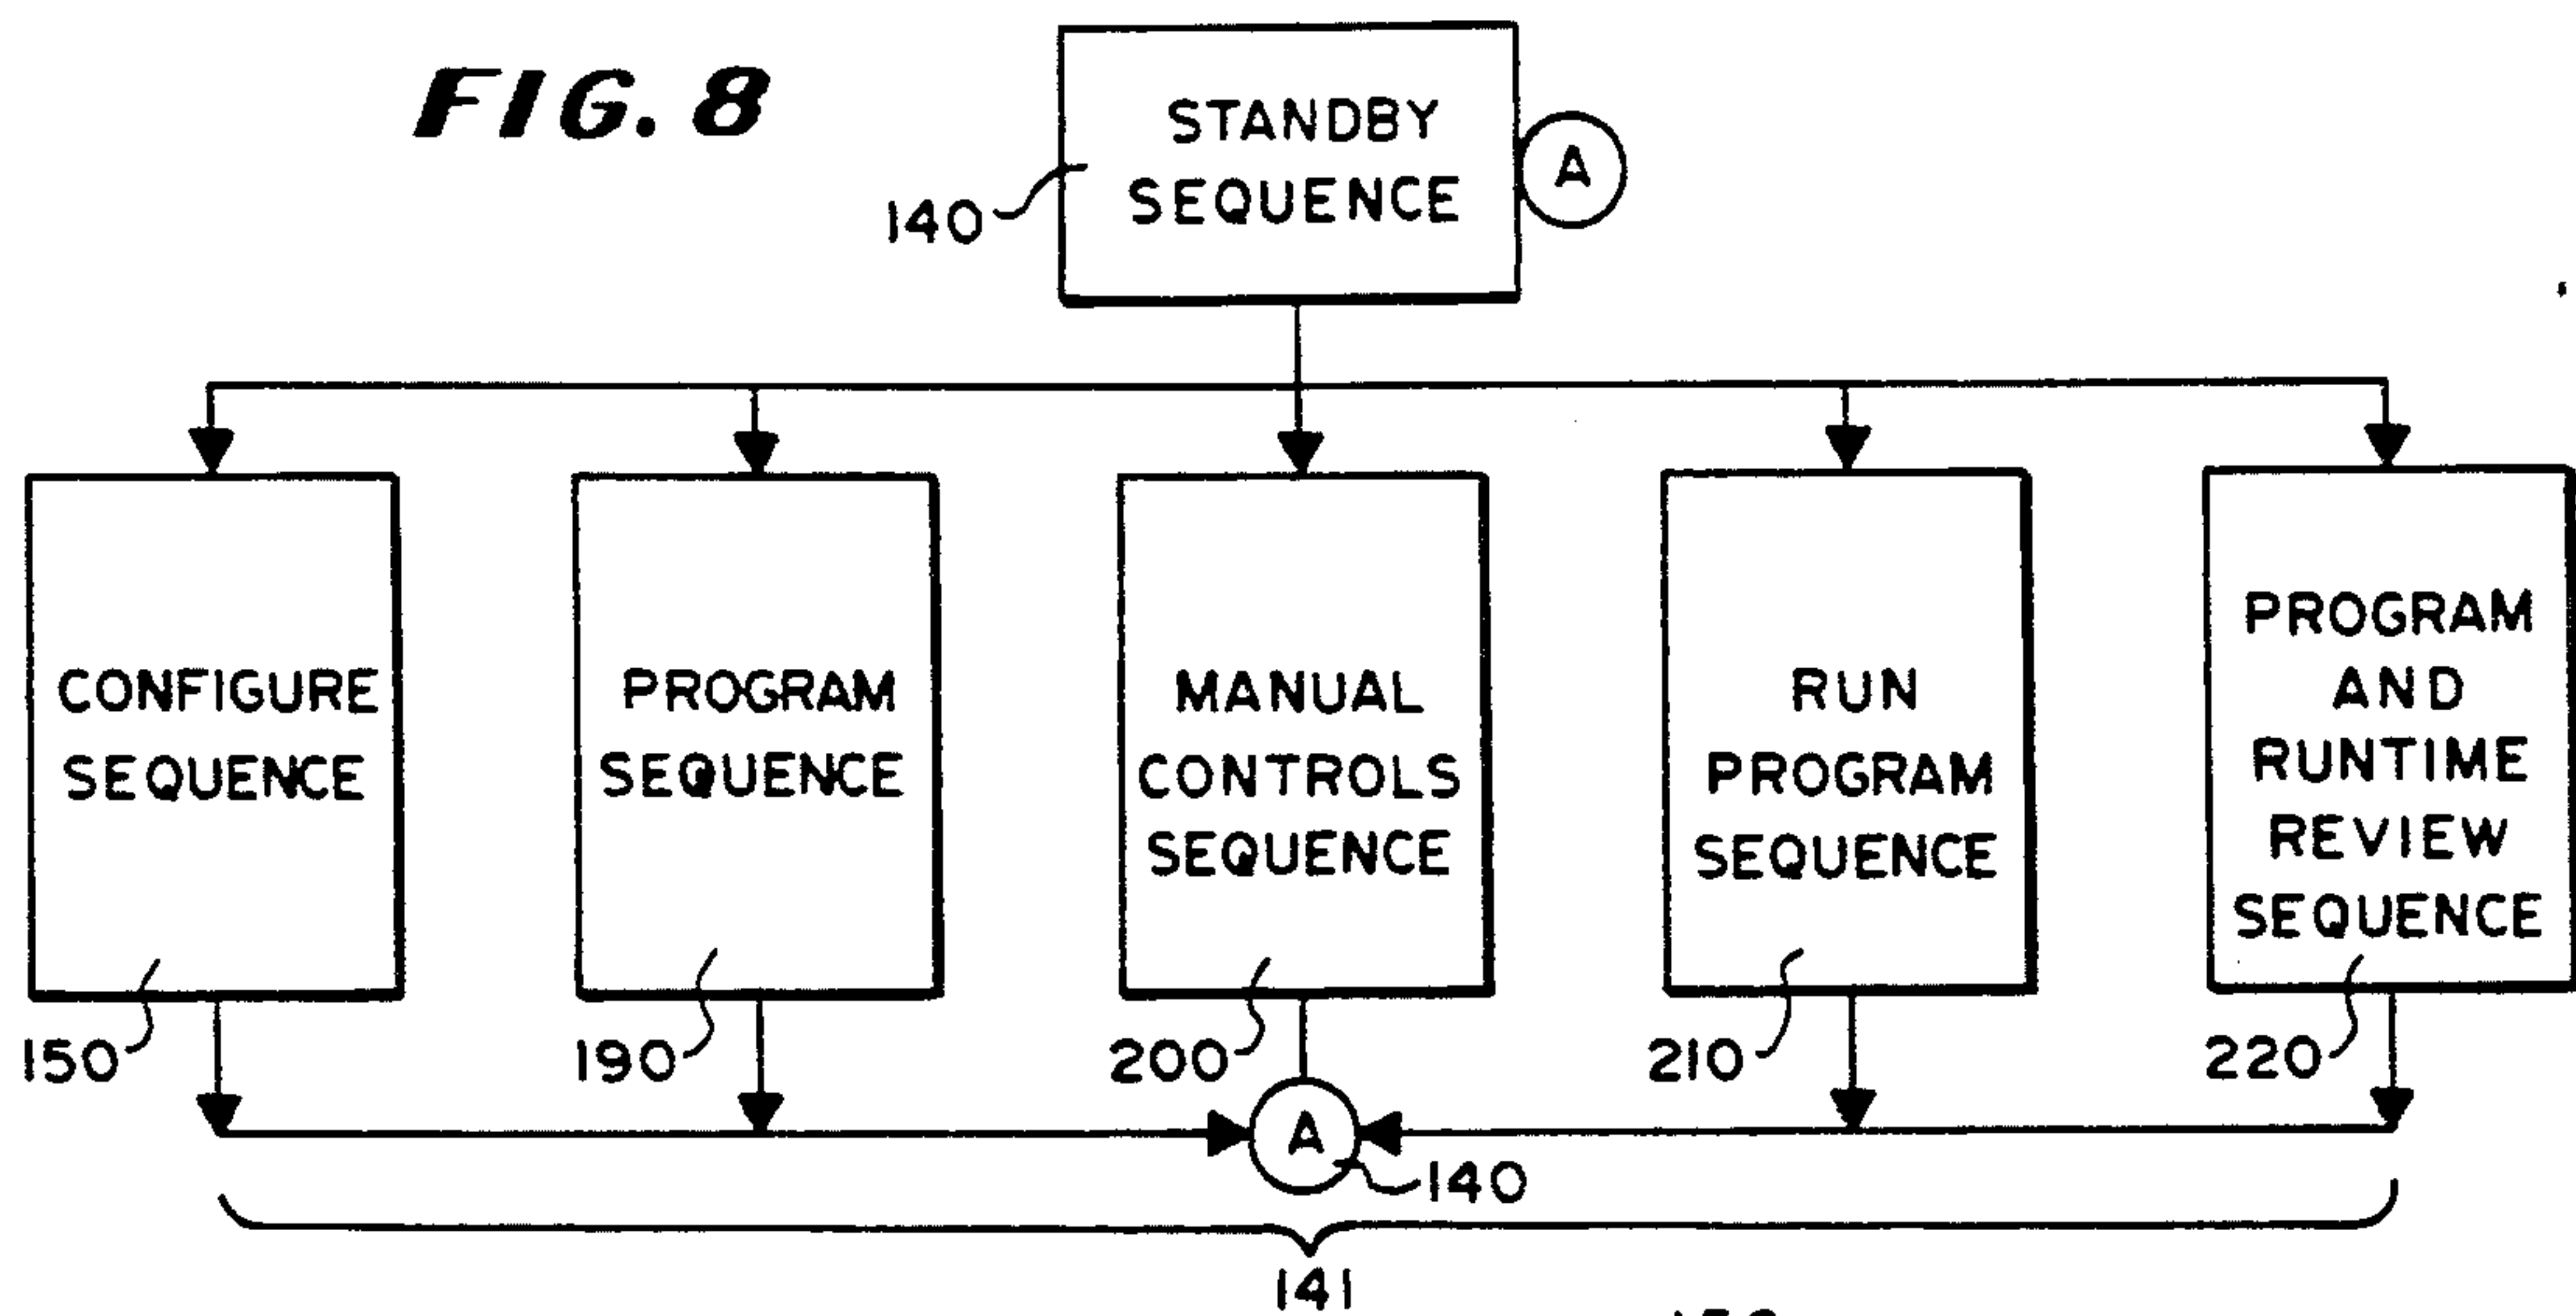 FIG. 8
STANDBY
SEQUENCE
A
140
CONFIGURE
SEQUENCE
150
PROGRAM
SEQUENCE
190
MANUAL
CONTROLS
SEQUENCE
200
RUN
PROGRAM
SEQUENCE
210
PROGRAM
AND
RUNTIME
REVIEW
SEQUENCE
220
A
140
141